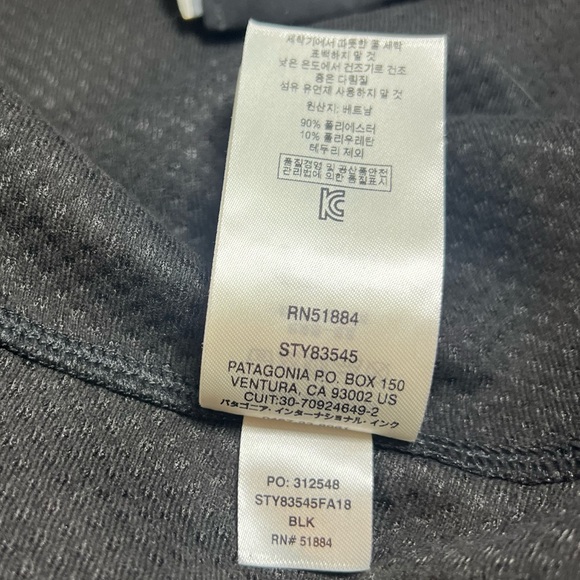 세탁기에서 따뜻한 물 세탁
표백하지 말 것
낮은 온도에서 건조기로 건조
중은 다림질
섬유 유연제 사용하지 말 것
원산지: 베트남
90% 폴리에스터
10% 폴리우레탄
테두리 제외
품질경영 및 공산품안전
관리법에 의한 품질표시
RN51884
STY83545
PATAGONIA P.O. BOX 150
VENTURA, CA 93002 US
CUIT:30-70924649-2
パタゴニア・インターナショナル・インク
PO: 312548
STY83545FA18
BLK
RN# 51884